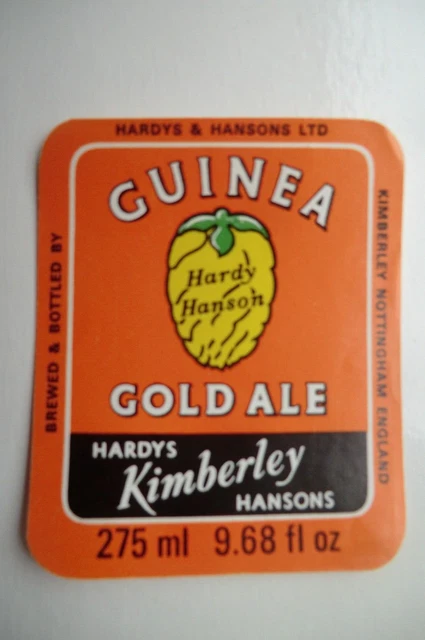 HARDYS & HANSONS LTD
BREWED & BOTTLED BY
KIMBERLEY NOTTINGHAM ENGLAND
GUINEA
Hardy
Hanson
GOLD ALE
HARDYS
Kimberley
HANSONS
275 ml 9.68 fl oz